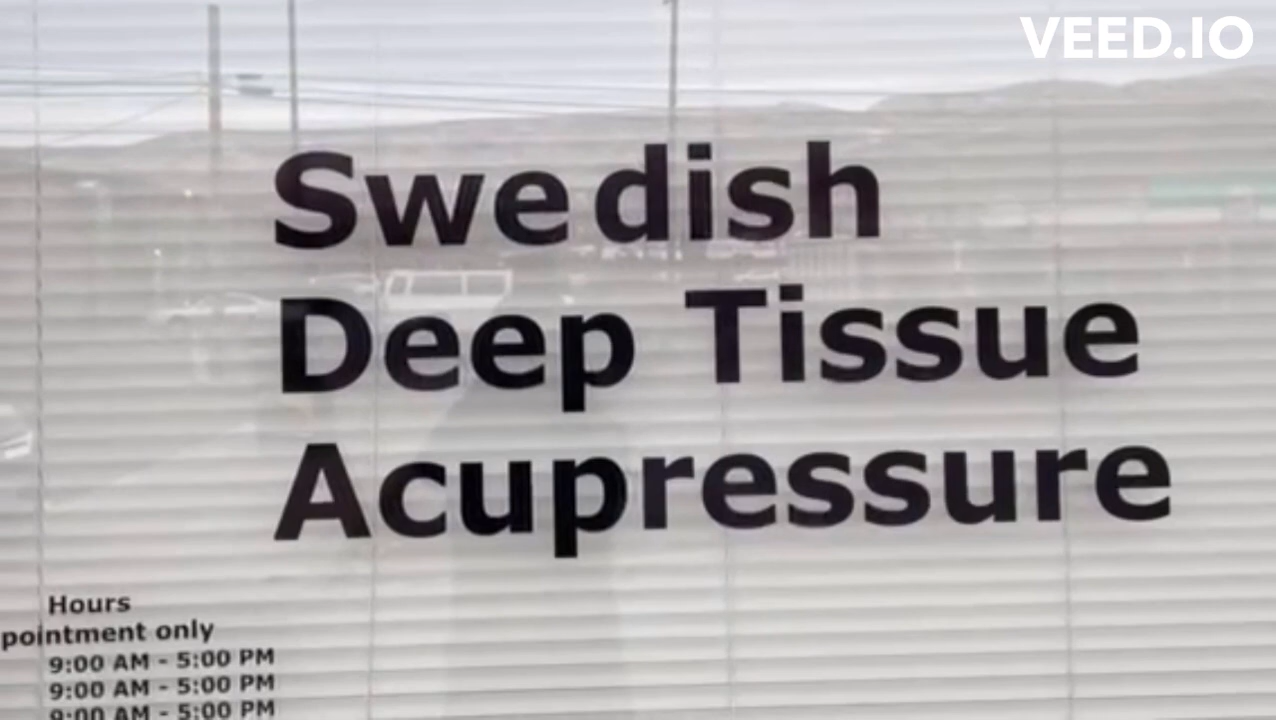 VEED.IO
Swedish
Deep Tissue
Acupressure
Hours
pointment only
9:00 AM - 5:00 PM
9:00 AM - 5:00 PM
9:00 AM - 5:00 PM